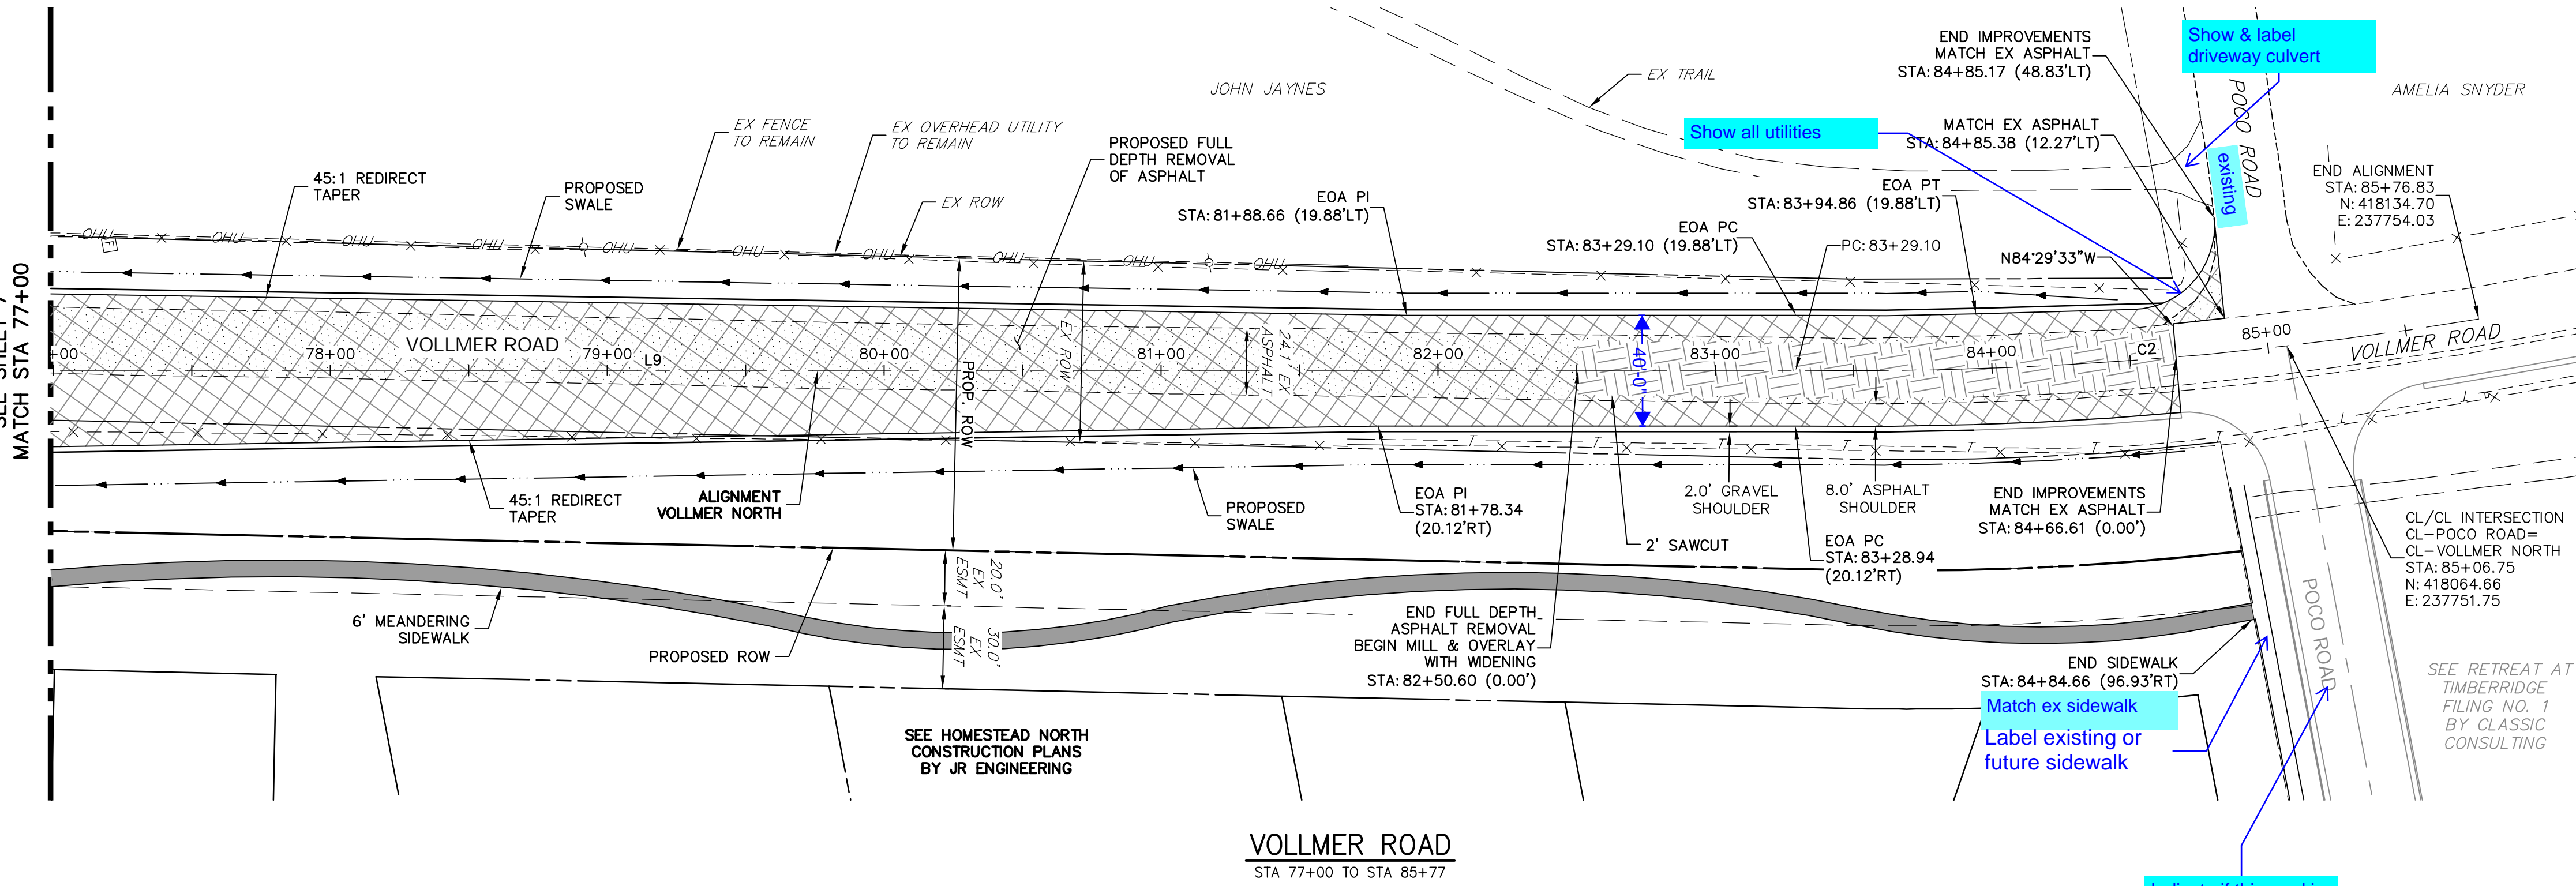 END IMPROVEMENTS
MATCH EX ASPHALT
STA: 84+85.17 (48.83'LT)
Show & label
driveway culvert
POCO ROAD
existing
AMELIA SNYDER
JOHN JAYNES
EX TRAIL
Show all utilities
MATCH EX ASPHALT
STA: 84+85.38 (12.27'LT)
END ALIGNMENT
STA: 85+76.83
N: 418134.70
E: 237754.03
EX FENCE
TO REMAIN
EX OVERHEAD UTILITY
TO REMAIN
PROPOSED FULL
DEPTH REMOVAL
OF ASPHALT
45:1 REDIRECT
TAPER
PROPOSED
SWALE
EX ROW
EOA PI
STA: 81+88.66 (19.88'LT)
EOA PT
STA: 83+94.86 (19.88'LT)
EOA PC
STA: 83+29.10 (19.88'LT)
PC: 83+29.10
N84°29'33"W
OHU OHU OHU OHU OHU OHU OHU OHU OHU OHU
F
MATCH STA 77+00
+00
78+00
VOLLMER ROAD
79+00
L9
80+00
PROP. ROW
EX ROW
81+00
24.1' EX
ASPHALT
82+00
40'-0"
83+00
84+00
C2
85+00
VOLLMER ROAD
T T T T T T T
45:1 REDIRECT
TAPER
ALIGNMENT
VOLLMER NORTH
PROPOSED
SWALE
EOA PI
STA: 81+78.34
(20.12'RT)
2' SAWCUT
2.0' GRAVEL
SHOULDER
8.0' ASPHALT
SHOULDER
EOA PC
STA: 83+28.94
(20.12'RT)
END IMPROVEMENTS
MATCH EX ASPHALT
STA: 84+66.61 (0.00')
CL/CL INTERSECTION
CL-POCO ROAD=
CL-VOLLMER NORTH
STA: 85+06.75
N: 418064.66
E: 237751.75
20.0'
EX
ESMT
30.0'
EX
ESMT
6' MEANDERING
SIDEWALK
PROPOSED ROW
END FULL DEPTH
ASPHALT REMOVAL
BEGIN MILL & OVERLAY
WITH WIDENING
STA: 82+50.60 (0.00')
END SIDEWALK
STA: 84+84.66 (96.93'RT)
Match ex sidewalk
Label existing or
future sidewalk
POCO ROAD
SEE RETREAT AT
TIMBERRIDGE
FILING NO. 1
BY CLASSIC
CONSULTING
SEE HOMESTEAD NORTH
CONSTRUCTION PLANS
BY JR ENGINEERING
VOLLMER ROAD
STA 77+00 TO STA 85+77